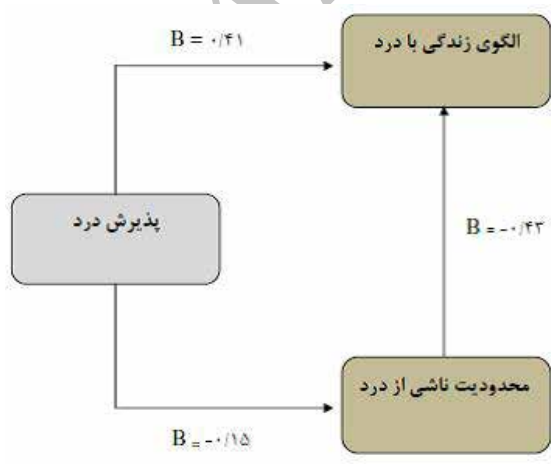 B = ۰/۴۱
الگوی زندگی با درد
پذیرش درد
B = -۰/۴۳
محدودیت ناشی از درد
B = -۰/۱۵